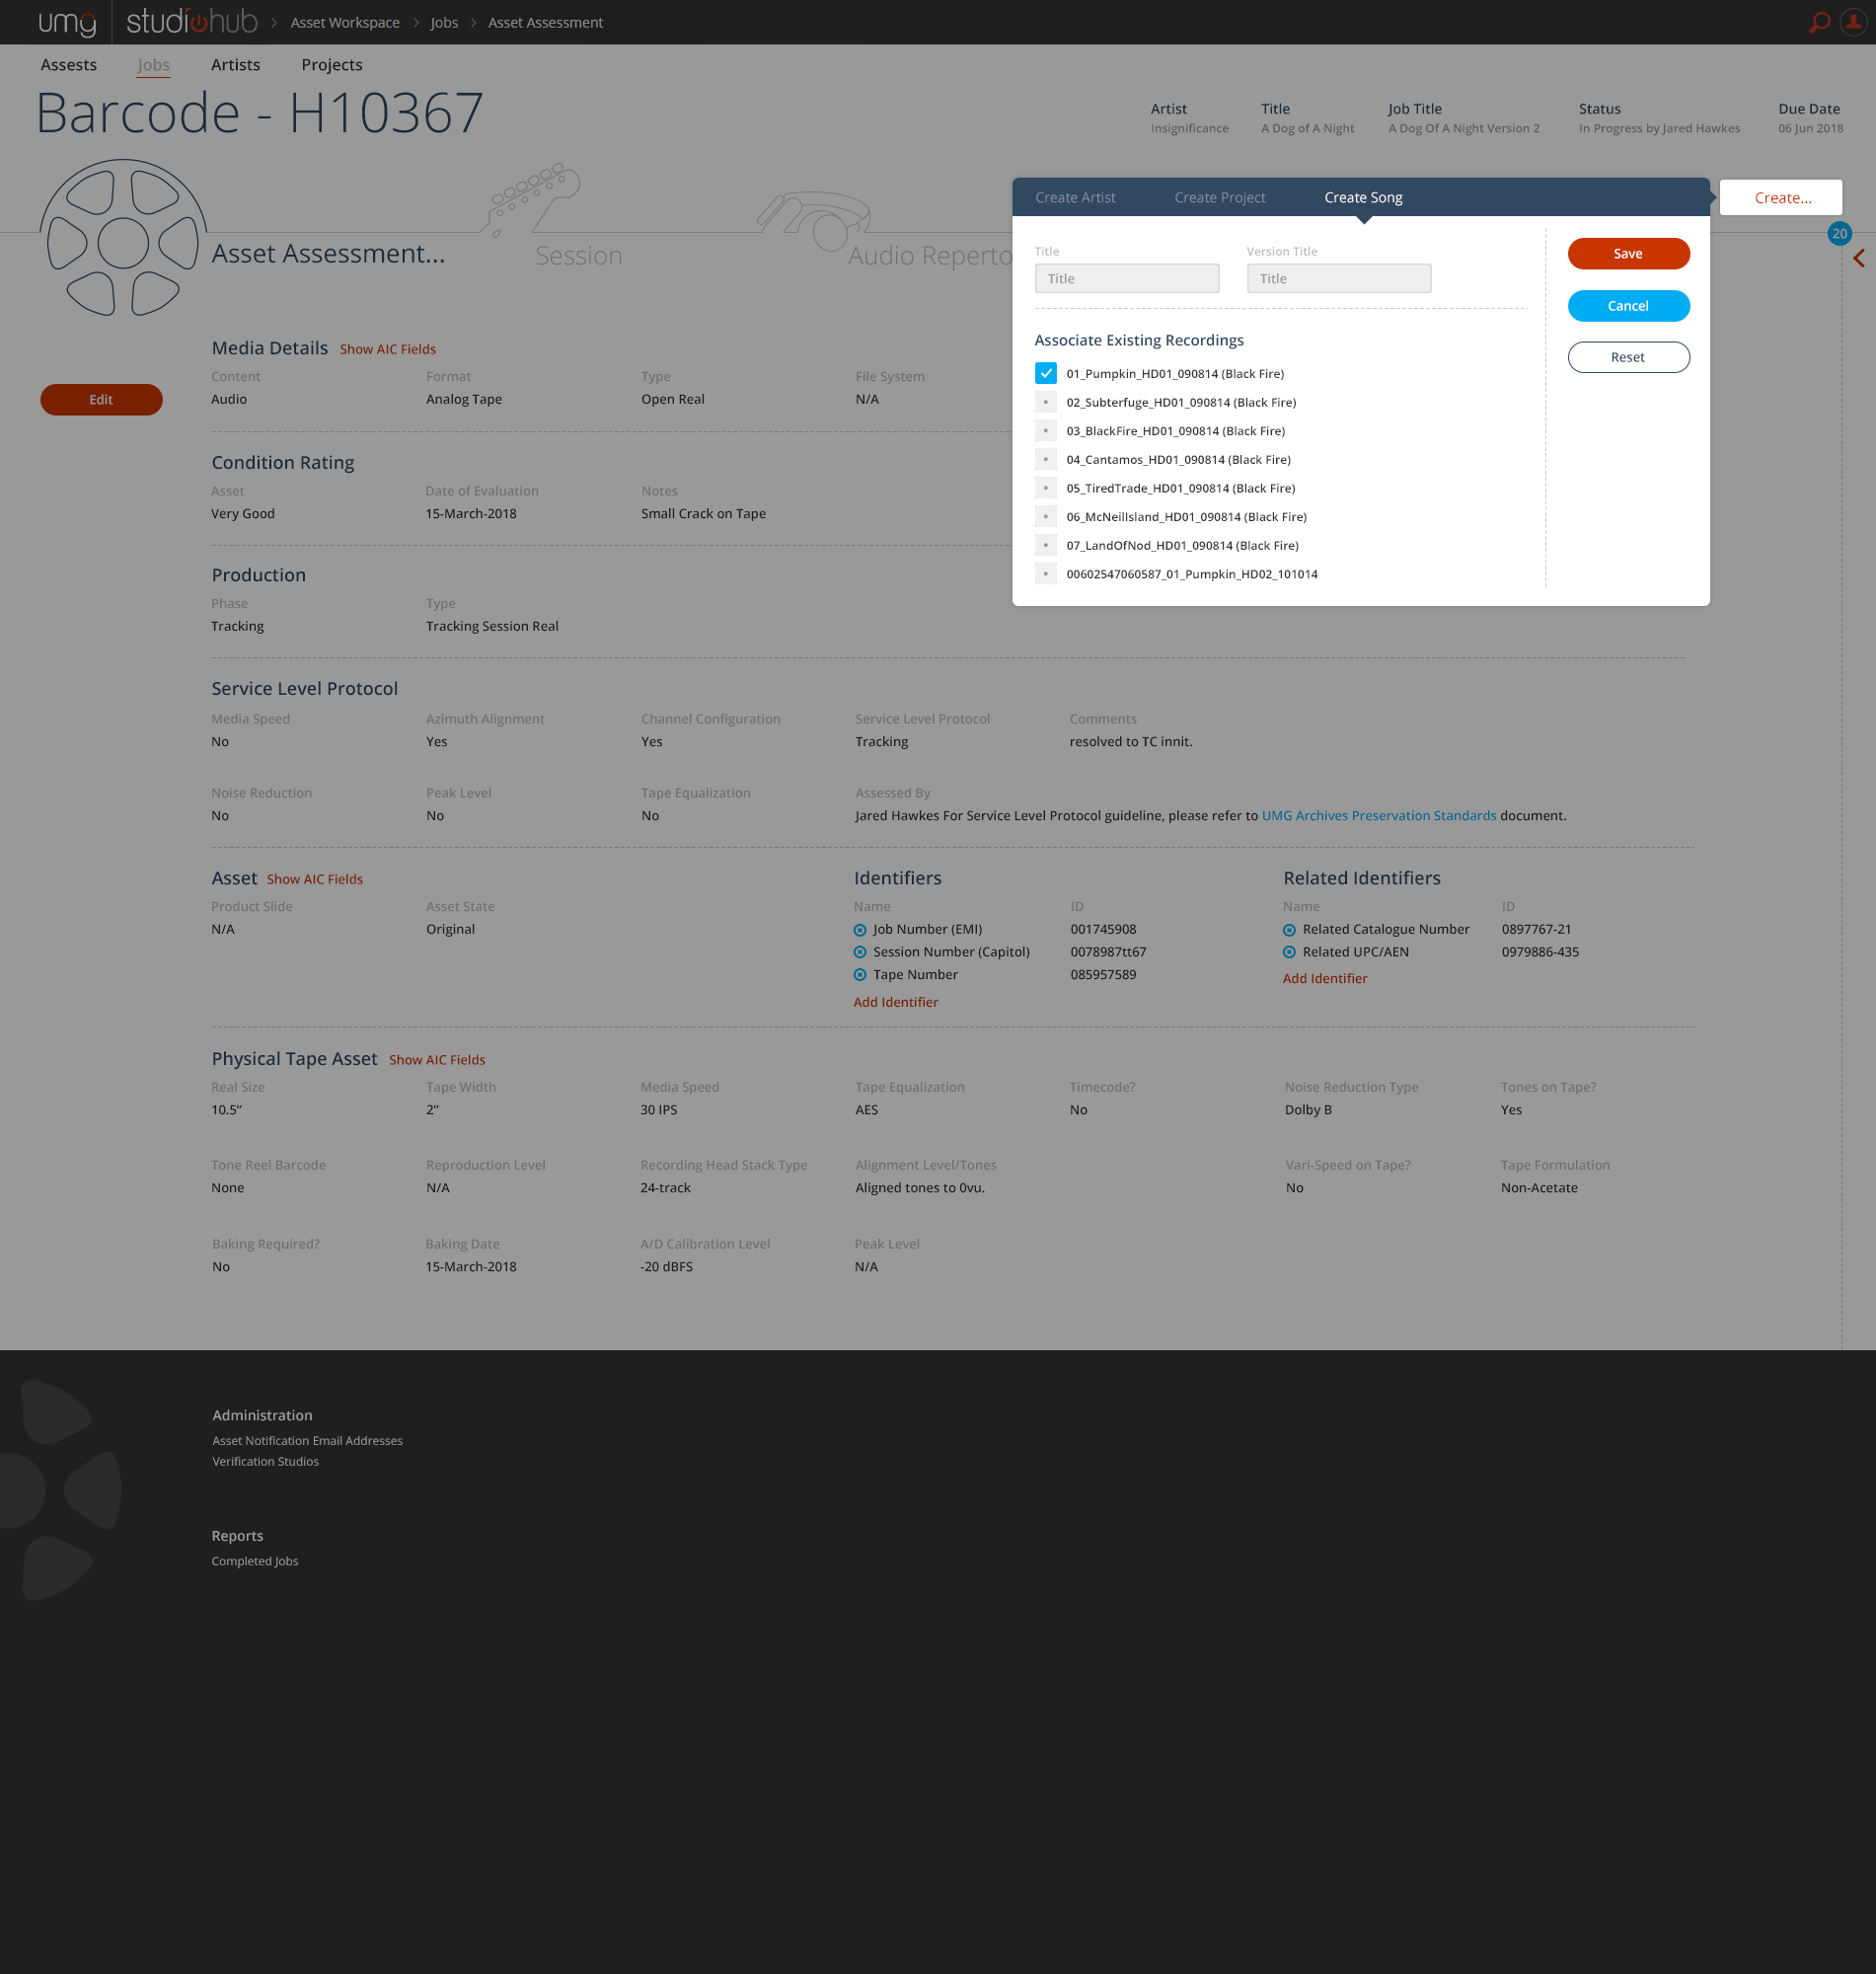 umg studiohub > Asset Workspace > Jobs > Asset Assessment
Assests Jobs Artists Projects
Barcode - H10367
Artist Title Job Title Status Due Date
Insignificance A Dog of A Night A Dog Of A Night Version 2 In Progress by Jared Hawkes 06 Jun 2018
Create Artist Create Project Create Song
Create...
20
Asset Assessment... Session Audio Reperto
Title Version Title
Title Title
Save
Cancel
Reset
Associate Existing Recordings
01_Pumpkin_HD01_090814 (Black Fire)
02_Subterfuge_HD01_090814 (Black Fire)
03_BlackFire_HD01_090814 (Black Fire)
04_Cantamos_HD01_090814 (Black Fire)
05_TiredTrade_HD01_090814 (Black Fire)
06_McNeilIsland_HD01_090814 (Black Fire)
07_LandOfNod_HD01_090814 (Black Fire)
00602547060587_01_Pumpkin_HD02_101014
Edit
Media Details Show AIC Fields
Content Format Type File System
Audio Analog Tape Open Real N/A
Condition Rating
Asset Date of Evaluation Notes
Very Good 15-March-2018 Small Crack on Tape
Production
Phase Type
Tracking Tracking Session Real
Service Level Protocol
Media Speed Azimuth Alignment Channel Configuration Service Level Protocol Comments
No Yes Yes Tracking resolved to TC innit.
Noise Reduction Peak Level Tape Equalization Assessed By
No No No Jared Hawkes For Service Level Protocol guideline, please refer to UMG Archives Preservation Standards document.
Asset Show AIC Fields
Product Slide Asset State
N/A Original
Identifiers
Name ID
Job Number (EMI) 001745908
Session Number (Capitol) 0078987tt67
Tape Number 085957589
Add Identifier
Related Identifiers
Name ID
Related Catalogue Number 0897767-21
Related UPC/AEN 0979886-435
Add Identifier
Physical Tape Asset Show AIC Fields
Real Size Tape Width Media Speed Tape Equalization Timecode? Noise Reduction Type Tones on Tape?
10.5“ 2“ 30 IPS AES No Dolby B Yes
Tone Reel Barcode Reproduction Level Recording Head Stack Type Alignment Level/Tones Vari-Speed on Tape? Tape Formulation
None N/A 24-track Aligned tones to 0vu. No Non-Acetate
Baking Required? Baking Date A/D Calibration Level Peak Level
No 15-March-2018 -20 dBFS N/A
Administration
Asset Notification Email Addresses
Verification Studios
Reports
Completed Jobs